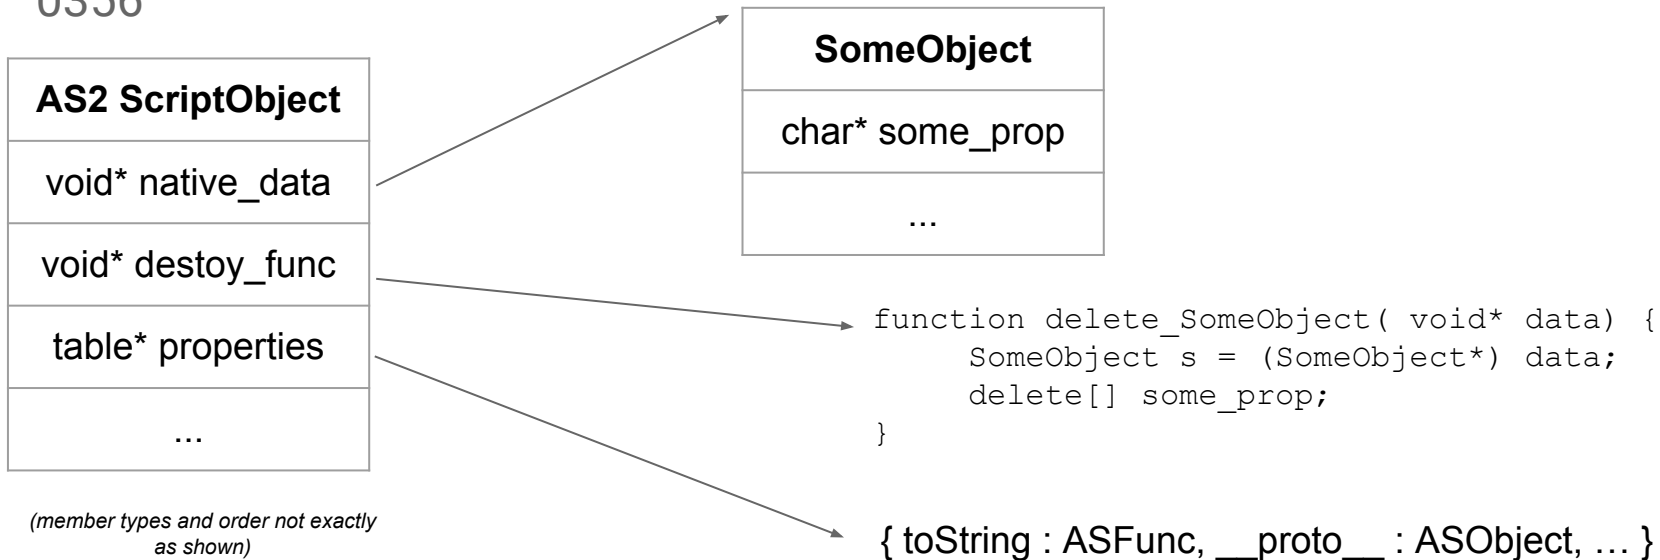 0356
AS2 ScriptObject
void* native_data
void* destoy_func
table* properties
...
(member types and order not exactly
as shown)
SomeObject
char* some_prop
...
function delete_SomeObject( void* data) {
SomeObject s = (SomeObject*) data;
delete[] some_prop;
}
{ toString : ASFunc, __proto__ : ASObject, … }